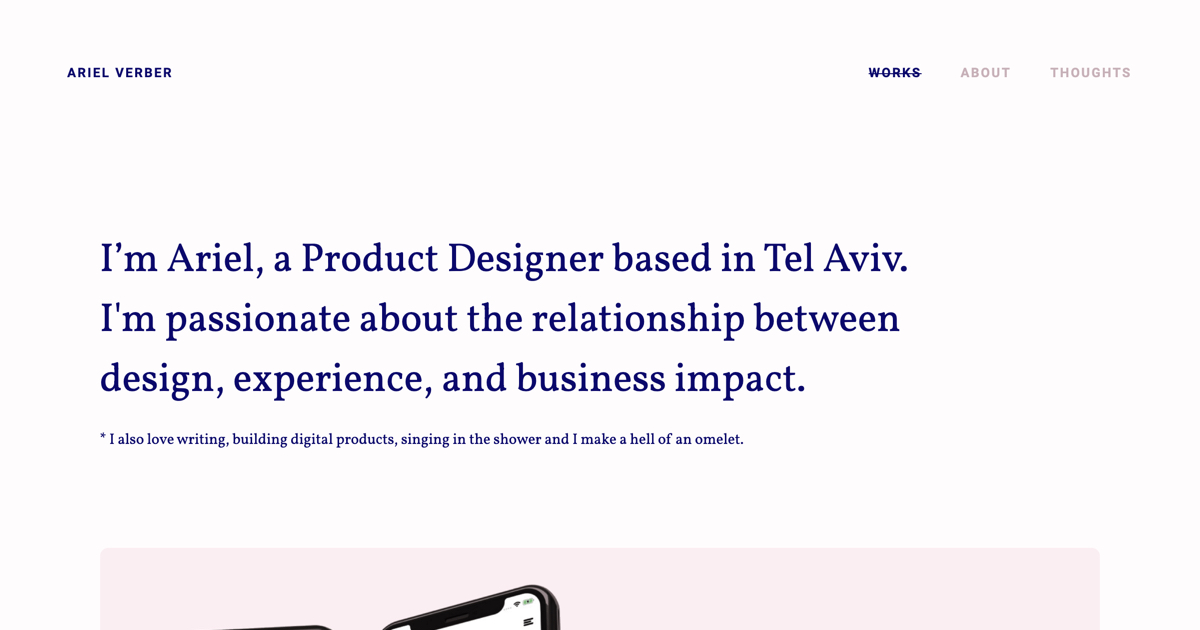 ARIEL VERBER
WORKS ABOUT THOUGHTS
I’m Ariel, a Product Designer based in Tel Aviv.
I'm passionate about the relationship between
design, experience, and business impact.
* I also love writing, building digital products, singing in the shower and I make a hell of an omelet.